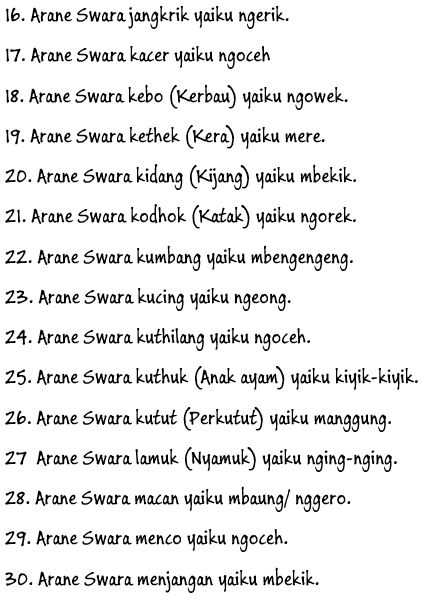 16. Arane Swara jangkrik yaiku ngerik.
17. Arane Swara kacer yaiku ngoceh
18. Arane Swara kebo (Kerbau) yaiku ngowek.
19. Arane Swara kethek (Kera) yaiku mere.
20. Arane Swara kidang (Kijang) yaiku mbekik.
21. Arane Swara kodhok (Katak) yaiku ngorek.
22. Arane Swara kumbang yaiku mbengengeng.
23. Arane Swara kucing yaiku ngeong.
24. Arane Swara kuthilang yaiku ngoceh.
25. Arane Swara kuthuk (Anak ayam) yaiku kiyik-kiyik.
26. Arane Swara kutut (Perkutut) yaiku manggung.
27 Arane Swara lamuk (Nyamuk) yaiku nging-nging.
28. Arane Swara macan yaiku mbaung/ nggero.
29. Arane Swara menco yaiku ngoceh.
30. Arane Swara menjangan yaiku mbekik.